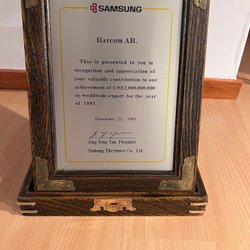 SAMSUNG
Barcom AB.
This is presented to you in
recognition and appreciation of
your valuable contribution to our
achievement of US$2,000,000,000
in worldwide export for the year
of 1991.
December 21, 1991
Jong Yong Yun, President
Samsung Electronics Co., Ltd.